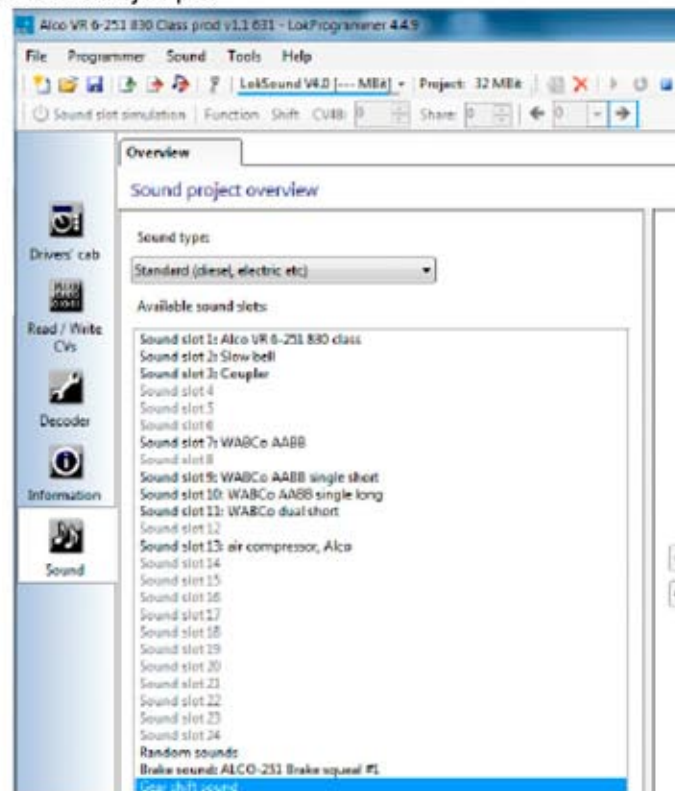 Alco VR 6-251 830 Class prod v1.1 631 - LokProgrammer 4.4.9
File Programmer Sound Tools Help
LokSound V4.0 [--- MBit] Project: 32 MBit
Sound slot simulation Function Shift CV48: 0 Share: 0 0
Overview
Sound project overview
Drivers' cab
Read / Write
CVs
Decoder
Information
Sound
Sound type:
Standard (diesel, electric etc)
Available sound slots:
Sound slot 1: Alco VR 6-251 830 class
Sound slot 2: Slow bell
Sound slot 3: Coupler
Sound slot 4
Sound slot 5
Sound slot 6
Sound slot 7: WABCo AABB
Sound slot 8
Sound slot 9: WABCo AABB single short
Sound slot 10: WABCo AABB single long
Sound slot 11: WABCo dual short
Sound slot 12
Sound slot 13: air compressor, Alco
Sound slot 14
Sound slot 15
Sound slot 16
Sound slot 17
Sound slot 18
Sound slot 19
Sound slot 20
Sound slot 21
Sound slot 22
Sound slot 23
Sound slot 24
Random sounds
Brake sound: ALCO-251 Brake squeal #1
Gear shift sound